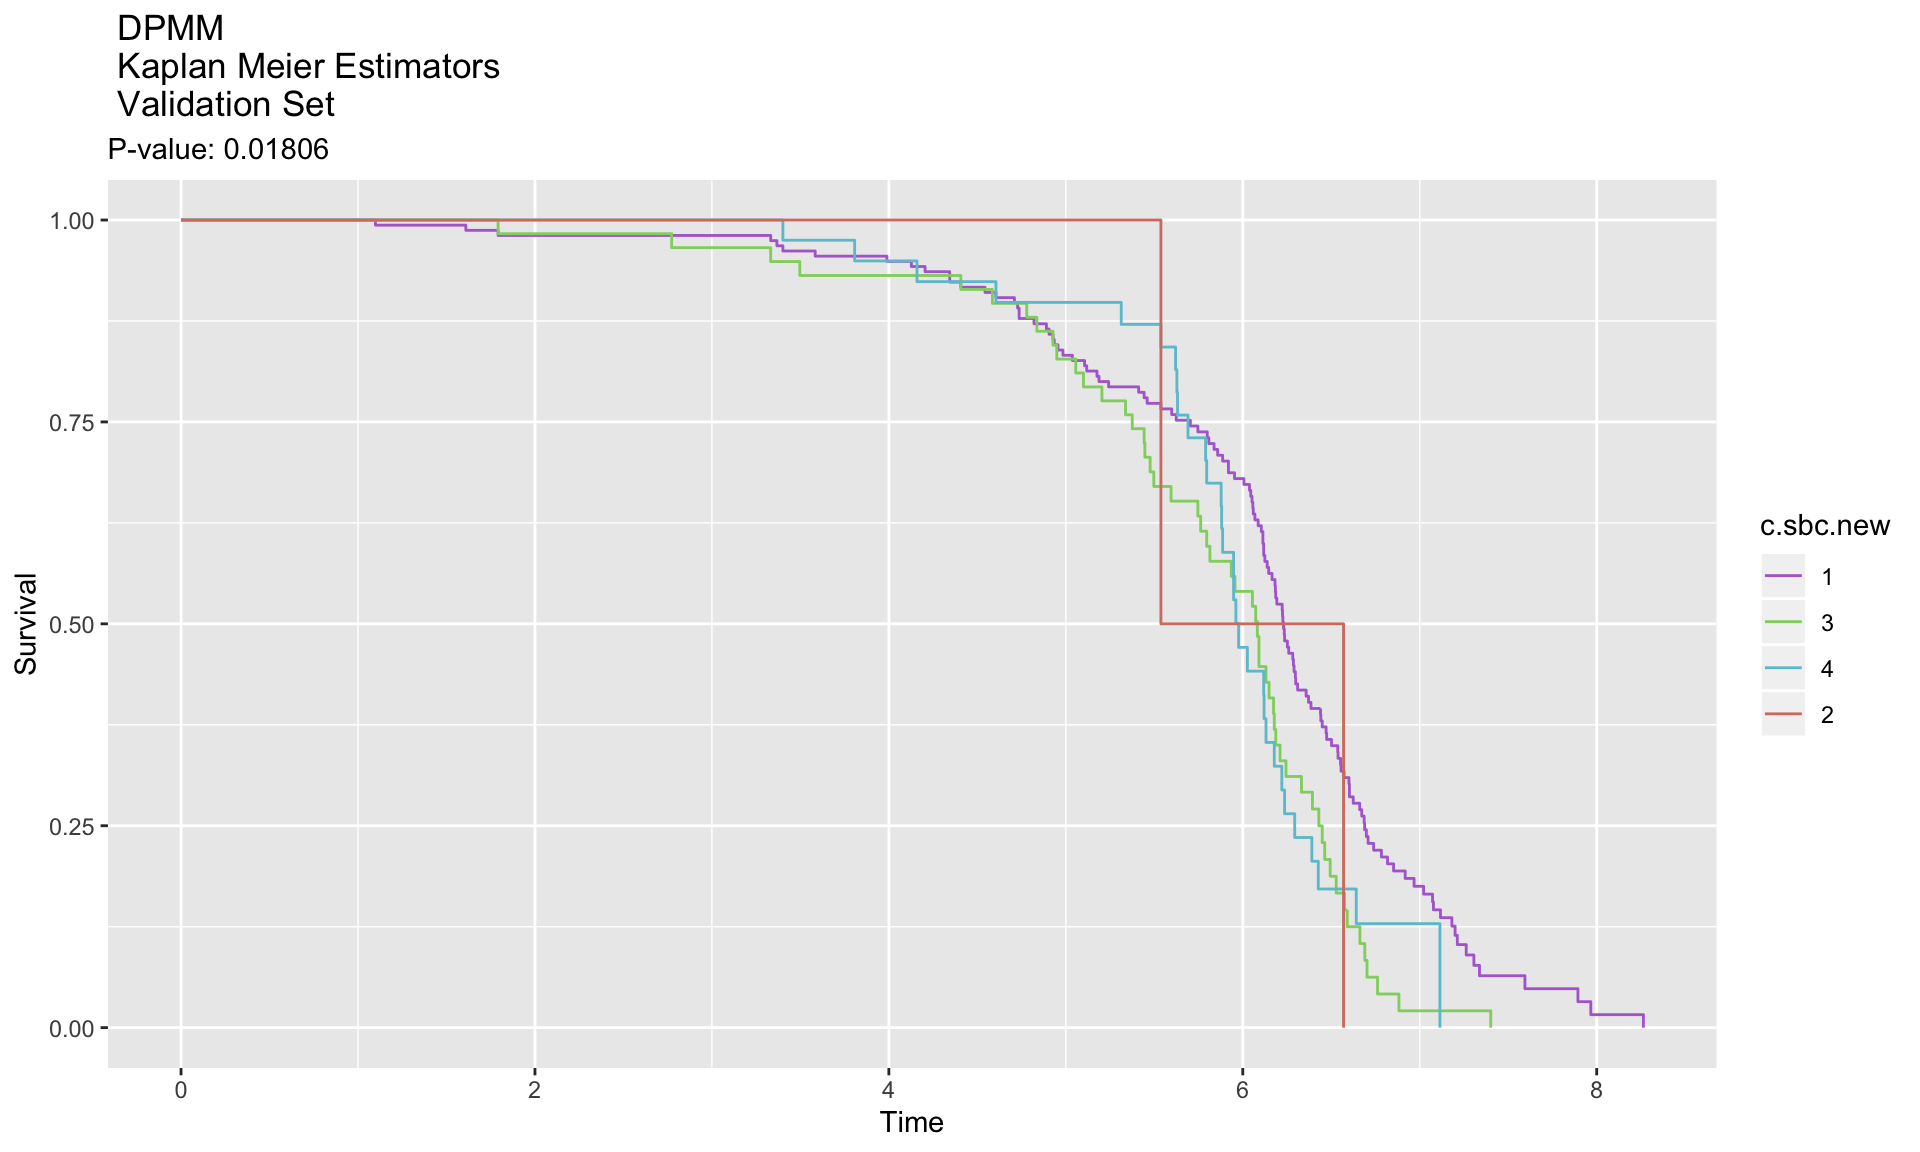 DPMM
Kaplan Meier Estimators
Validation Set
P-value: 0.01806
1.00
0.75
0.50
0.25
0.00
Survival
0
2
4
6
8
Time
c.sbc.new
1
3
4
2